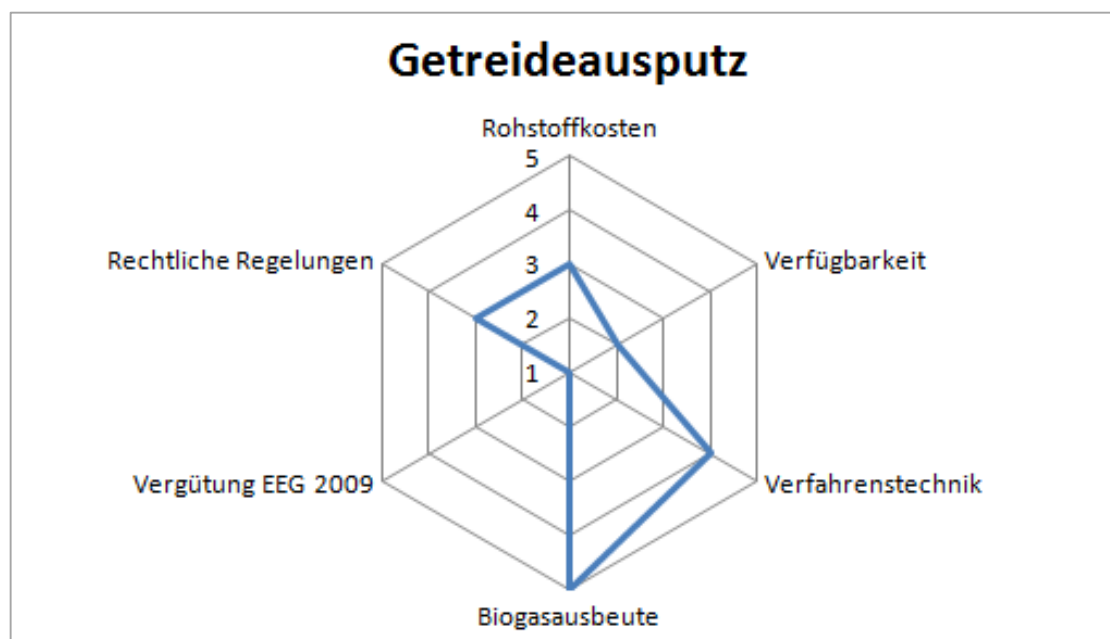 Getreideausputz
Rohstoffkosten
5
4
Rechtliche Regelungen
3
Verfügbarkeit
2
1
Vergütung EEG 2009
Verfahrenstechnik
Biogasausbeute